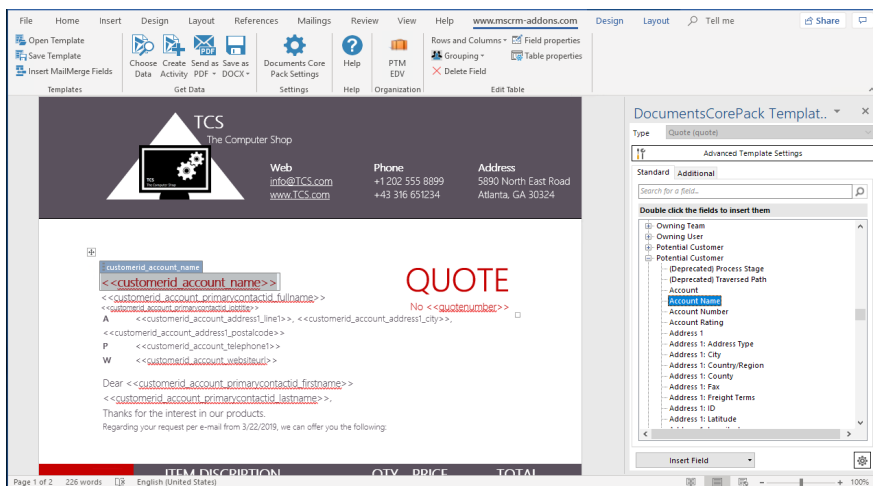 File Home Insert Design Layout References Mailings Review View Help www.mscrm-addons.com Design Layout Tell me Share
Open Template
Save Template
Insert MailMerge Fields
Templates
Choose Data
Create Activity
Send as PDF
Save as DOCX
Get Data
Documents Core Pack Settings
Settings
Help
Help
PTM EDV
Organization
Rows and Columns Field properties
Grouping Table properties
Delete Field
Edit Table
TCS
The Computer Shop
TCS
The Computer Shop
Web Phone Address
info@TCS.com +1 202 555 8899 5890 North East Road
www.TCS.com +43 316 651234 Atlanta, GA 30324
customerid_account_name
<<customerid_account_name>>
QUOTE
<<customerid_account_primarycontactid_fullname>>
No <<quotenumber>>
<<customerid_account_primarycontactid_jobtitle>>
A <<customerid_account_address1_line1>>, <<customerid_account_address1_city>>,
<<customerid_account_address1_postalcode>>
P <<customerid_account_telephone1>>
W <<customerid_account_websiteurl>>
Dear <<customerid_account_primarycontactid_firstname>>
<<customerid_account_primarycontactid_lastname>>,
Thanks for the interest in our products.
Regarding your request per e-mail from 3/22/2019, we can offer you the following:
ITEM DISCRIPTION QTY PRICE TOTAL
DocumentsCorePack Templat..
Type Quote (quote)
Advanced Template Settings
Standard Additional
Search for a field...
Double click the fields to insert them
Owning Team
Owning User
Potential Customer
Potential Customer
(Deprecated) Process Stage
(Deprecated) Traversed Path
Account
Account Name
Account Number
Account Rating
Address 1
Address 1: Address Type
Address 1: City
Address 1: Country/Region
Address 1: County
Address 1: Fax
Address 1: Freight Terms
Address 1: ID
Address 1: Latitude
Insert Field
Page 1 of 2 226 words English (United States) 100%